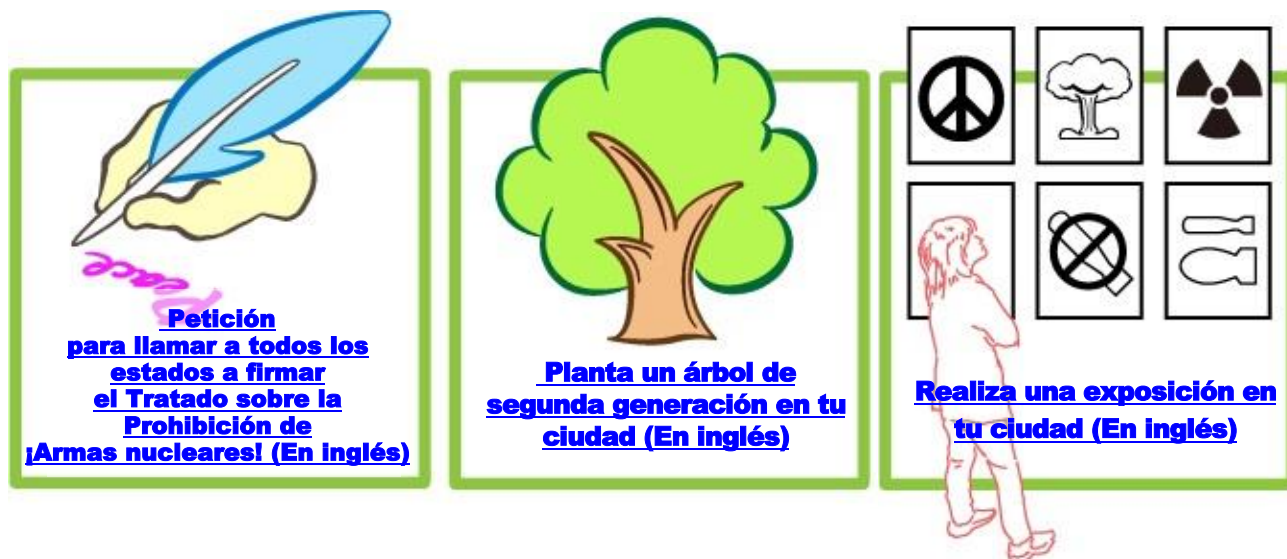 Peace
Petición
para llamar a todos los
estados a firmar
el Tratado sobre la
Prohibición de
¡Armas nucleares! (En inglés)
Planta un árbol de
segunda generación en tu
ciudad (En inglés)
Realiza una exposición en
tu ciudad (En inglés)